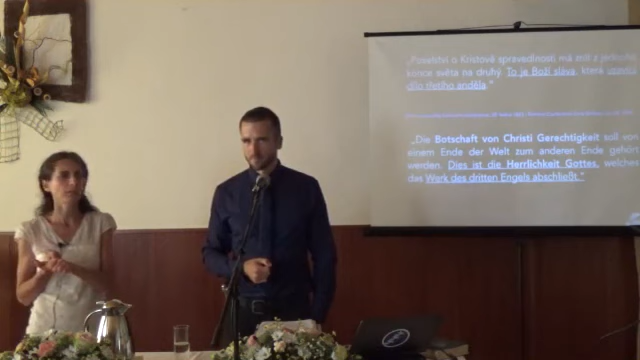 „Poselství o Kristově spravedlnosti má znít z jednoho
konce světa na druhý. To je Boží sláva, která uzavírá
dílo třetího anděla."
„Die Botschaft von Christi Gerechtigkeit soll von
einem Ende der Welt zum anderen Ende gehört
werden. Dies ist die Herrlichkeit Gottes, welches
das Werk des dritten Engels abschließt."